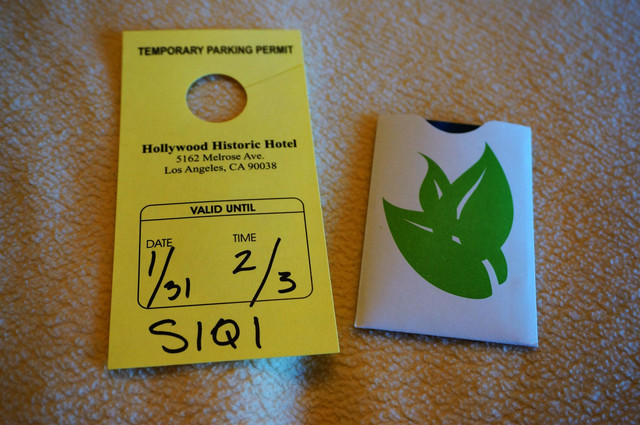 TEMPORARY PARKING PERMIT
Hollywood Historic Hotel
5162 Melrose Ave.
Los Angeles, CA 90038
VALID UNTIL
DATE TIME
1/31 2/3
SIQI